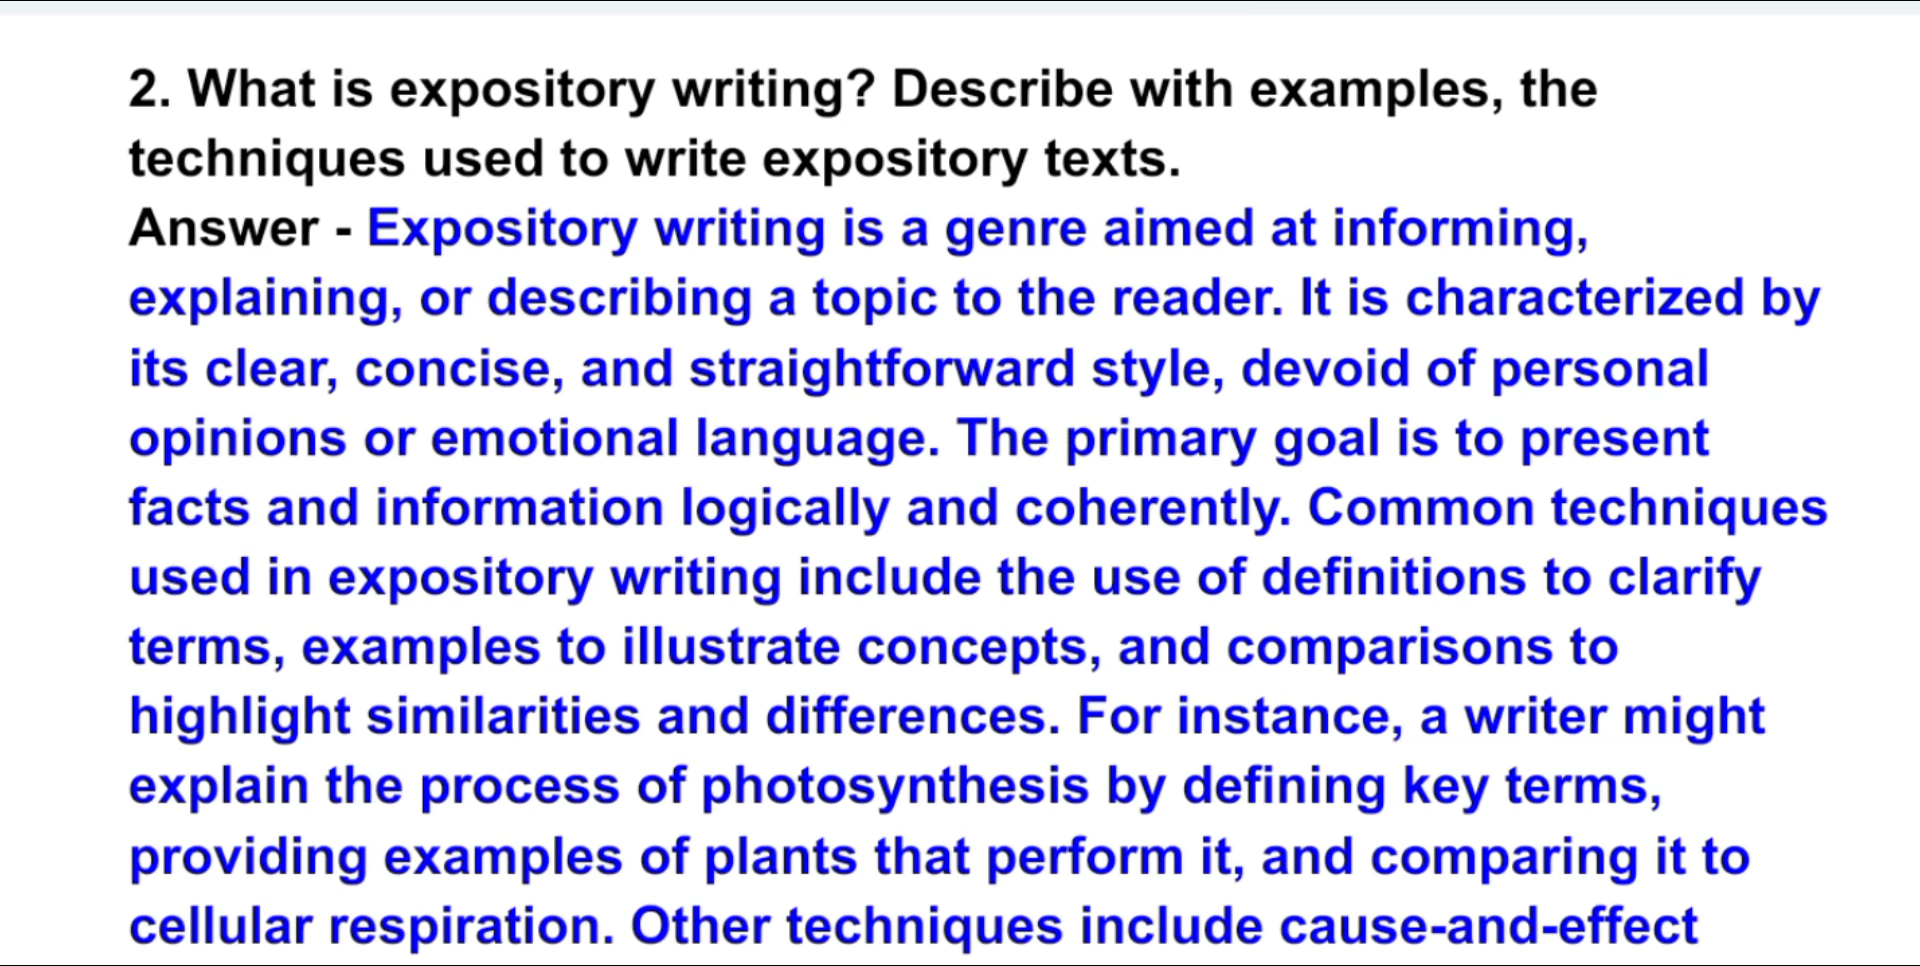 2. What is expository writing? Describe with examples, the
techniques used to write expository texts.
Answer - Expository writing is a genre aimed at informing,
explaining, or describing a topic to the reader. It is characterized by
its clear, concise, and straightforward style, devoid of personal
opinions or emotional language. The primary goal is to present
facts and information logically and coherently. Common techniques
used in expository writing include the use of definitions to clarify
terms, examples to illustrate concepts, and comparisons to
highlight similarities and differences. For instance, a writer might
explain the process of photosynthesis by defining key terms,
providing examples of plants that perform it, and comparing it to
cellular respiration. Other techniques include cause-and-effect